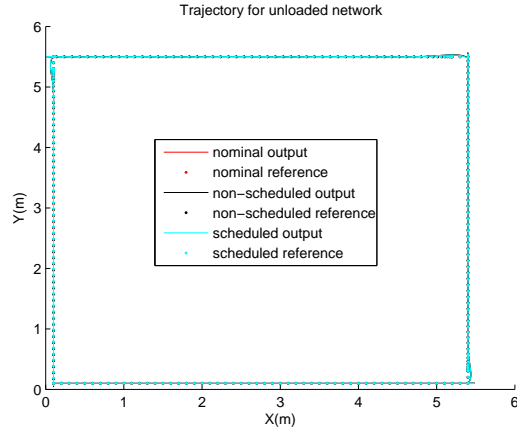 Trajectory for unloaded network
6
5
4
3
2
1
0
Y(m)
nominal output
nominal reference
non−scheduled output
non−scheduled reference
scheduled output
scheduled reference
0 1 2 3 4 5 6
X(m)